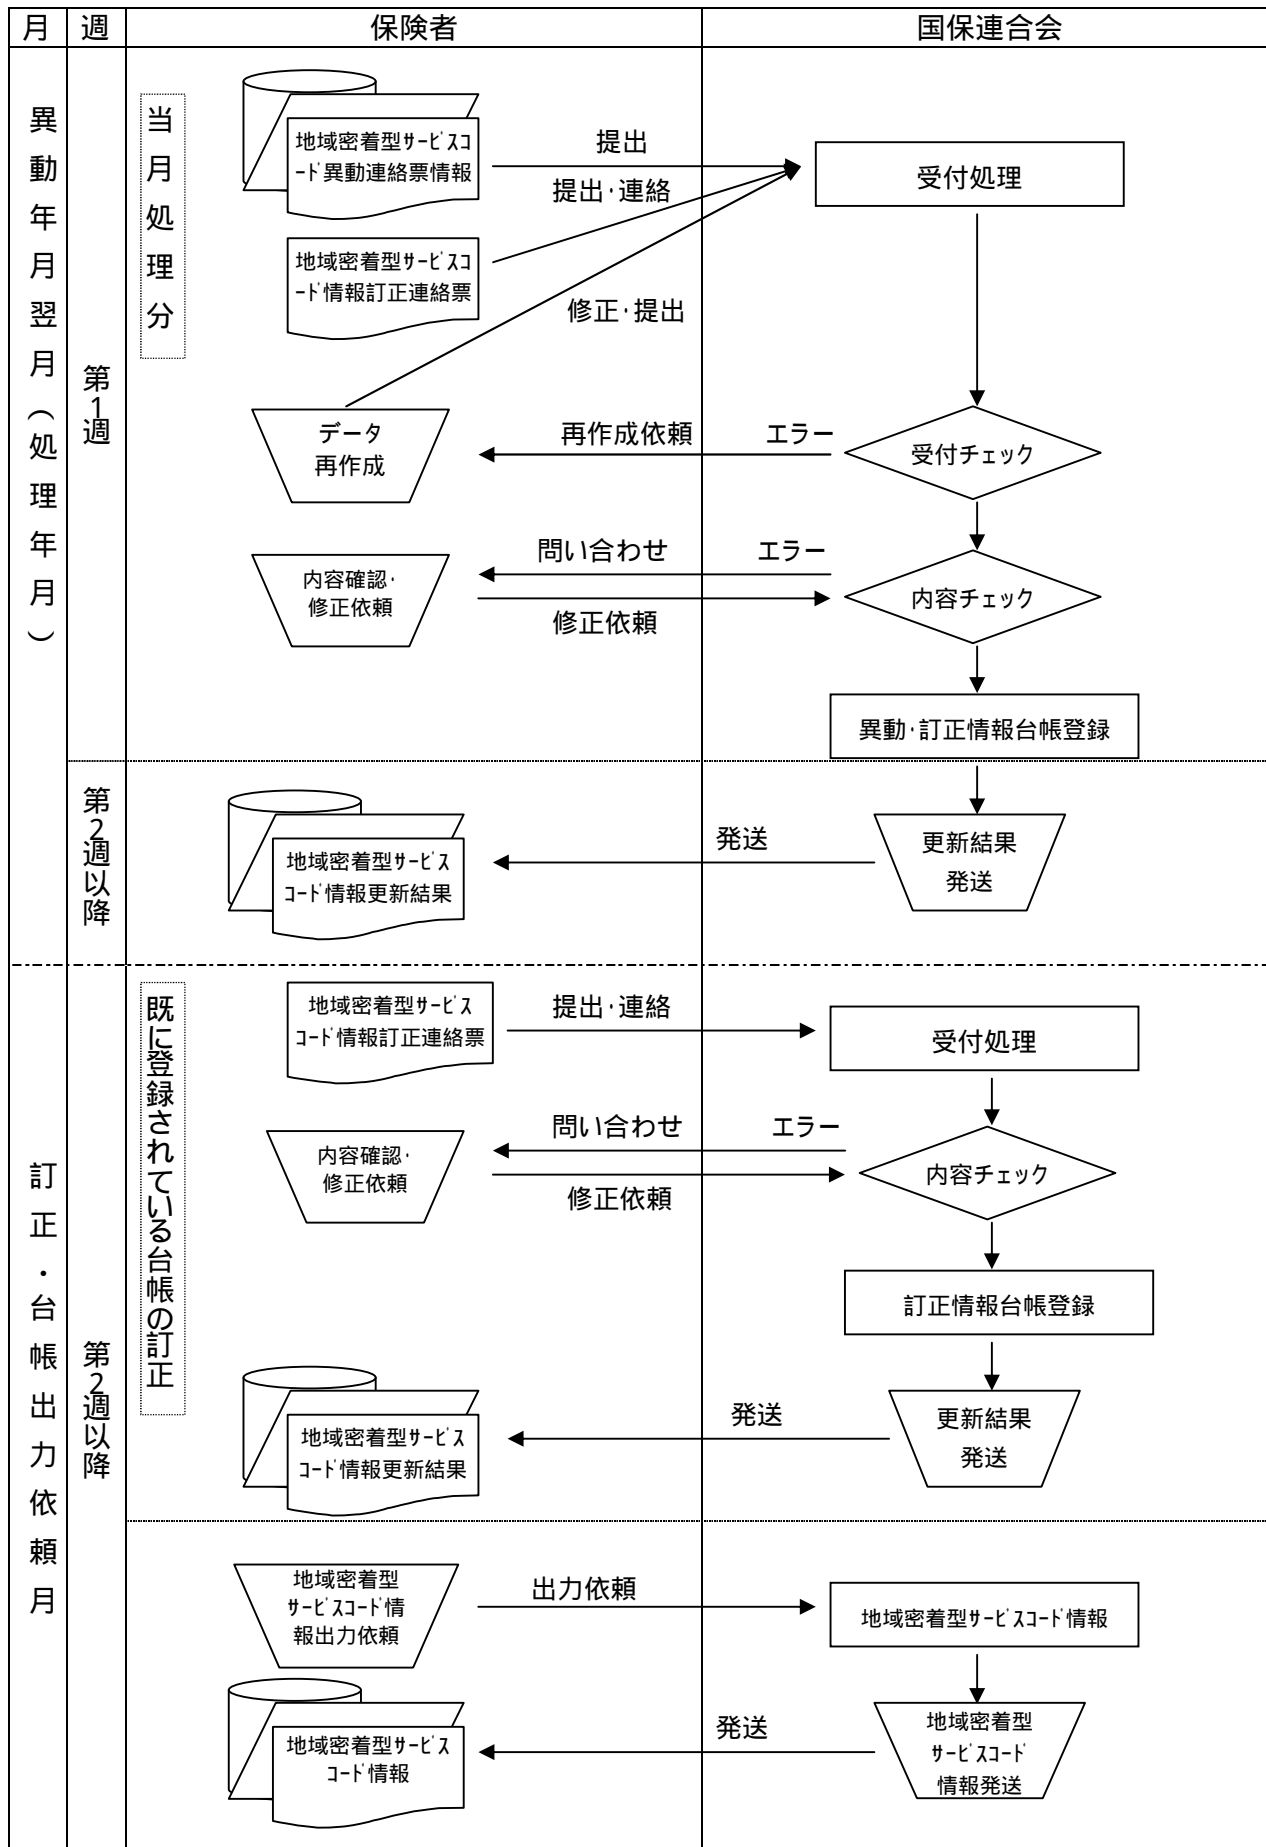 月
週
保険者
国保連合会
異動年月翌月(処理年月)
第1週
当月処理分
地域密着型ｻｰﾋﾞｽｺ
ｰﾄﾞ異動連絡票情報
提出
受付処理
提出・連絡
地域密着型ｻｰﾋﾞｽｺ
ｰﾄﾞ情報訂正連絡票
修正・提出
データ
再作成
再作成依頼
エラー
受付チェック
問い合わせ
エラー
内容確認・
修正依頼
修正依頼
内容チェック
異動・訂正情報台帳登録
第2週以降
地域密着型ｻｰﾋﾞｽ
ｺｰﾄﾞ情報更新結果
発送
更新結果
発送
訂正・台帳出力依頼月
第2週以降
既に登録されている台帳の訂正
地域密着型ｻｰﾋﾞｽ
ｺｰﾄﾞ情報訂正連絡票
提出・連絡
受付処理
問い合わせ
エラー
内容確認・
修正依頼
修正依頼
内容チェック
訂正情報台帳登録
地域密着型ｻｰﾋﾞｽ
ｺｰﾄﾞ情報更新結果
発送
更新結果
発送
地域密着型
ｻｰﾋﾞｽｺｰﾄﾞ情
報出力依頼
出力依頼
地域密着型ｻｰﾋﾞｽｺｰﾄﾞ情報
地域密着型ｻｰﾋﾞｽ
ｺｰﾄﾞ情報
発送
地域密着型
ｻｰﾋﾞｽｺｰﾄﾞ
情報発送